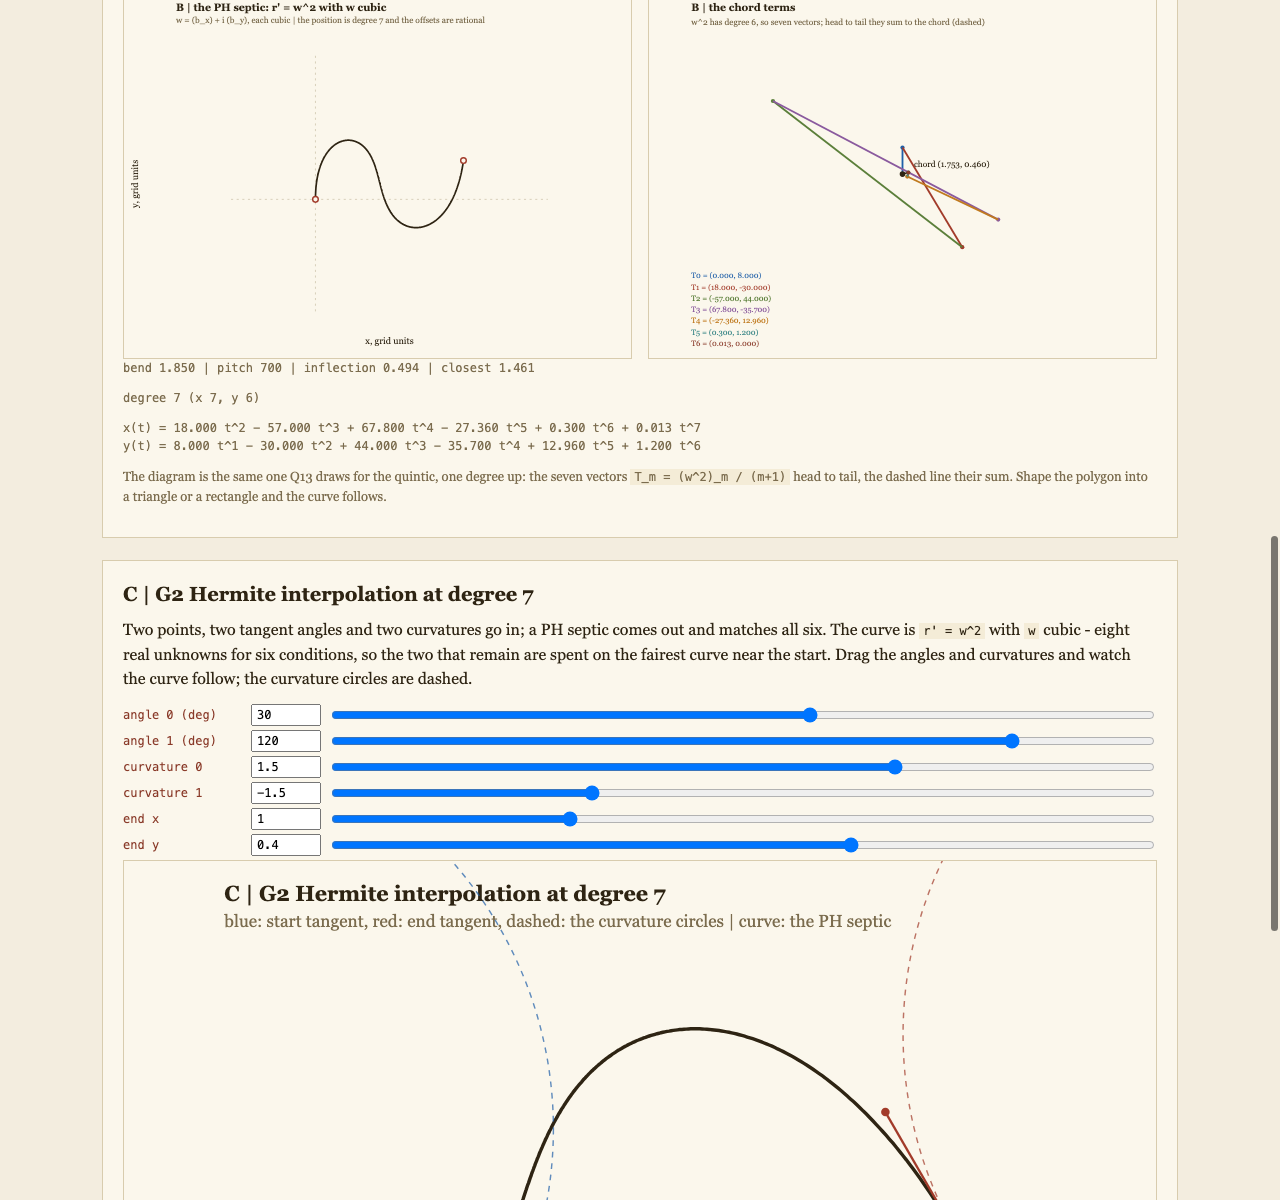 B | the PH septic: r' = w^2 with w cubic
w = (b_x) + i (b_y), each cubic | the position is degree 7 and the offsets are rational
y, grid units
x, grid units
B | the chord terms
w^2 has degree 6, so seven vectors; head to tail they sum to the chord (dashed)
chord (1.753, 0.460)
T0 = (0.000, 8.000)
T1 = (18.000, -30.000)
T2 = (-57.000, 44.000)
T3 = (67.800, -35.700)
T4 = (-27.360, 12.960)
T5 = (0.300, 1.200)
T6 = (0.013, 0.000)
bend 1.850 | pitch 700 | inflection 0.494 | closest 1.461
degree 7 (x 7, y 6)
x(t) = 18.000 t^2 − 57.000 t^3 + 67.800 t^4 − 27.360 t^5 + 0.300 t^6 + 0.013 t^7
y(t) = 8.000 t^1 − 30.000 t^2 + 44.000 t^3 − 35.700 t^4 + 12.960 t^5 + 1.200 t^6
The diagram is the same one Q13 draws for the quintic, one degree up: the seven vectors T_m = (w^2)_m / (m+1) head to tail, the dashed line their sum. Shape the polygon into
a triangle or a rectangle and the curve follows.
C | G2 Hermite interpolation at degree 7
Two points, two tangent angles and two curvatures go in; a PH septic comes out and matches all six. The curve is r' = w^2 with w cubic - eight
real unknowns for six conditions, so the two that remain are spent on the fairest curve near the start. Drag the angles and curvatures and watch
the curve follow; the curvature circles are dashed.
angle 0 (deg) 30
angle 1 (deg) 120
curvature 0 1.5
curvature 1 −1.5
end x 1
end y 0.4
C | G2 Hermite interpolation at degree 7
blue: start tangent, red: end tangent, dashed: the curvature circles | curve: the PH septic